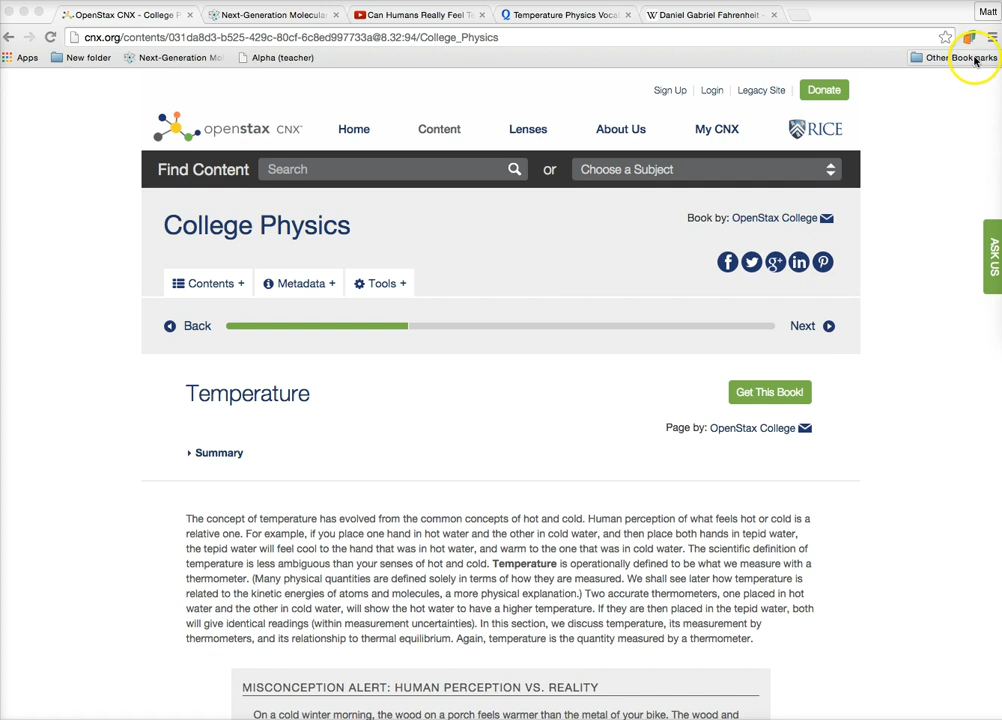 OpenStax CNX - College P
Next-Generation Molecula
Can Humans Really Feel Te
Temperature Physics Voca
W Daniel Gabriel Fahrenheit -
Matt
cnx.org/contents/031da8d3-b525-429c-80cf-6c8ed997733a@8.32:94/College_Physics
Apps
New folder
Next-Generation Mo
Alpha (teacher)
Other Bookmarks
Sign Up | Login | Legacy Site | Donate
openstax CNX
Home
Content
Lenses
About Us
My CNX
RICE
Find Content
Search
or
Choose a Subject
College Physics
Book by: OpenStax College
ASK US
Contents +
Metadata +
Tools +
Back
Next
Temperature
Get This Book!
Page by: OpenStax College
Summary
The concept of temperature has evolved from the common concepts of hot and cold. Human perception of what feels hot or cold is a
relative one. For example, if you place one hand in hot water and the other in cold water, and then place both hands in tepid water,
the tepid water will feel cool to the hand that was in hot water, and warm to the one that was in cold water. The scientific definition of
temperature is less ambiguous than your senses of hot and cold. Temperature is operationally defined to be what we measure with a
thermometer. (Many physical quantities are defined solely in terms of how they are measured. We shall see later how temperature is
related to the kinetic energies of atoms and molecules, a more physical explanation.) Two accurate thermometers, one placed in hot
water and the other in cold water, will show the hot water to have a higher temperature. If they are then placed in the tepid water, both
will give identical readings (within measurement uncertainties). In this section, we discuss temperature, its measurement by
thermometers, and its relationship to thermal equilibrium. Again, temperature is the quantity measured by a thermometer.
MISCONCEPTION ALERT: HUMAN PERCEPTION VS. REALITY
On a cold winter morning, the wood on a porch feels warmer than the metal of your bike. The wood and